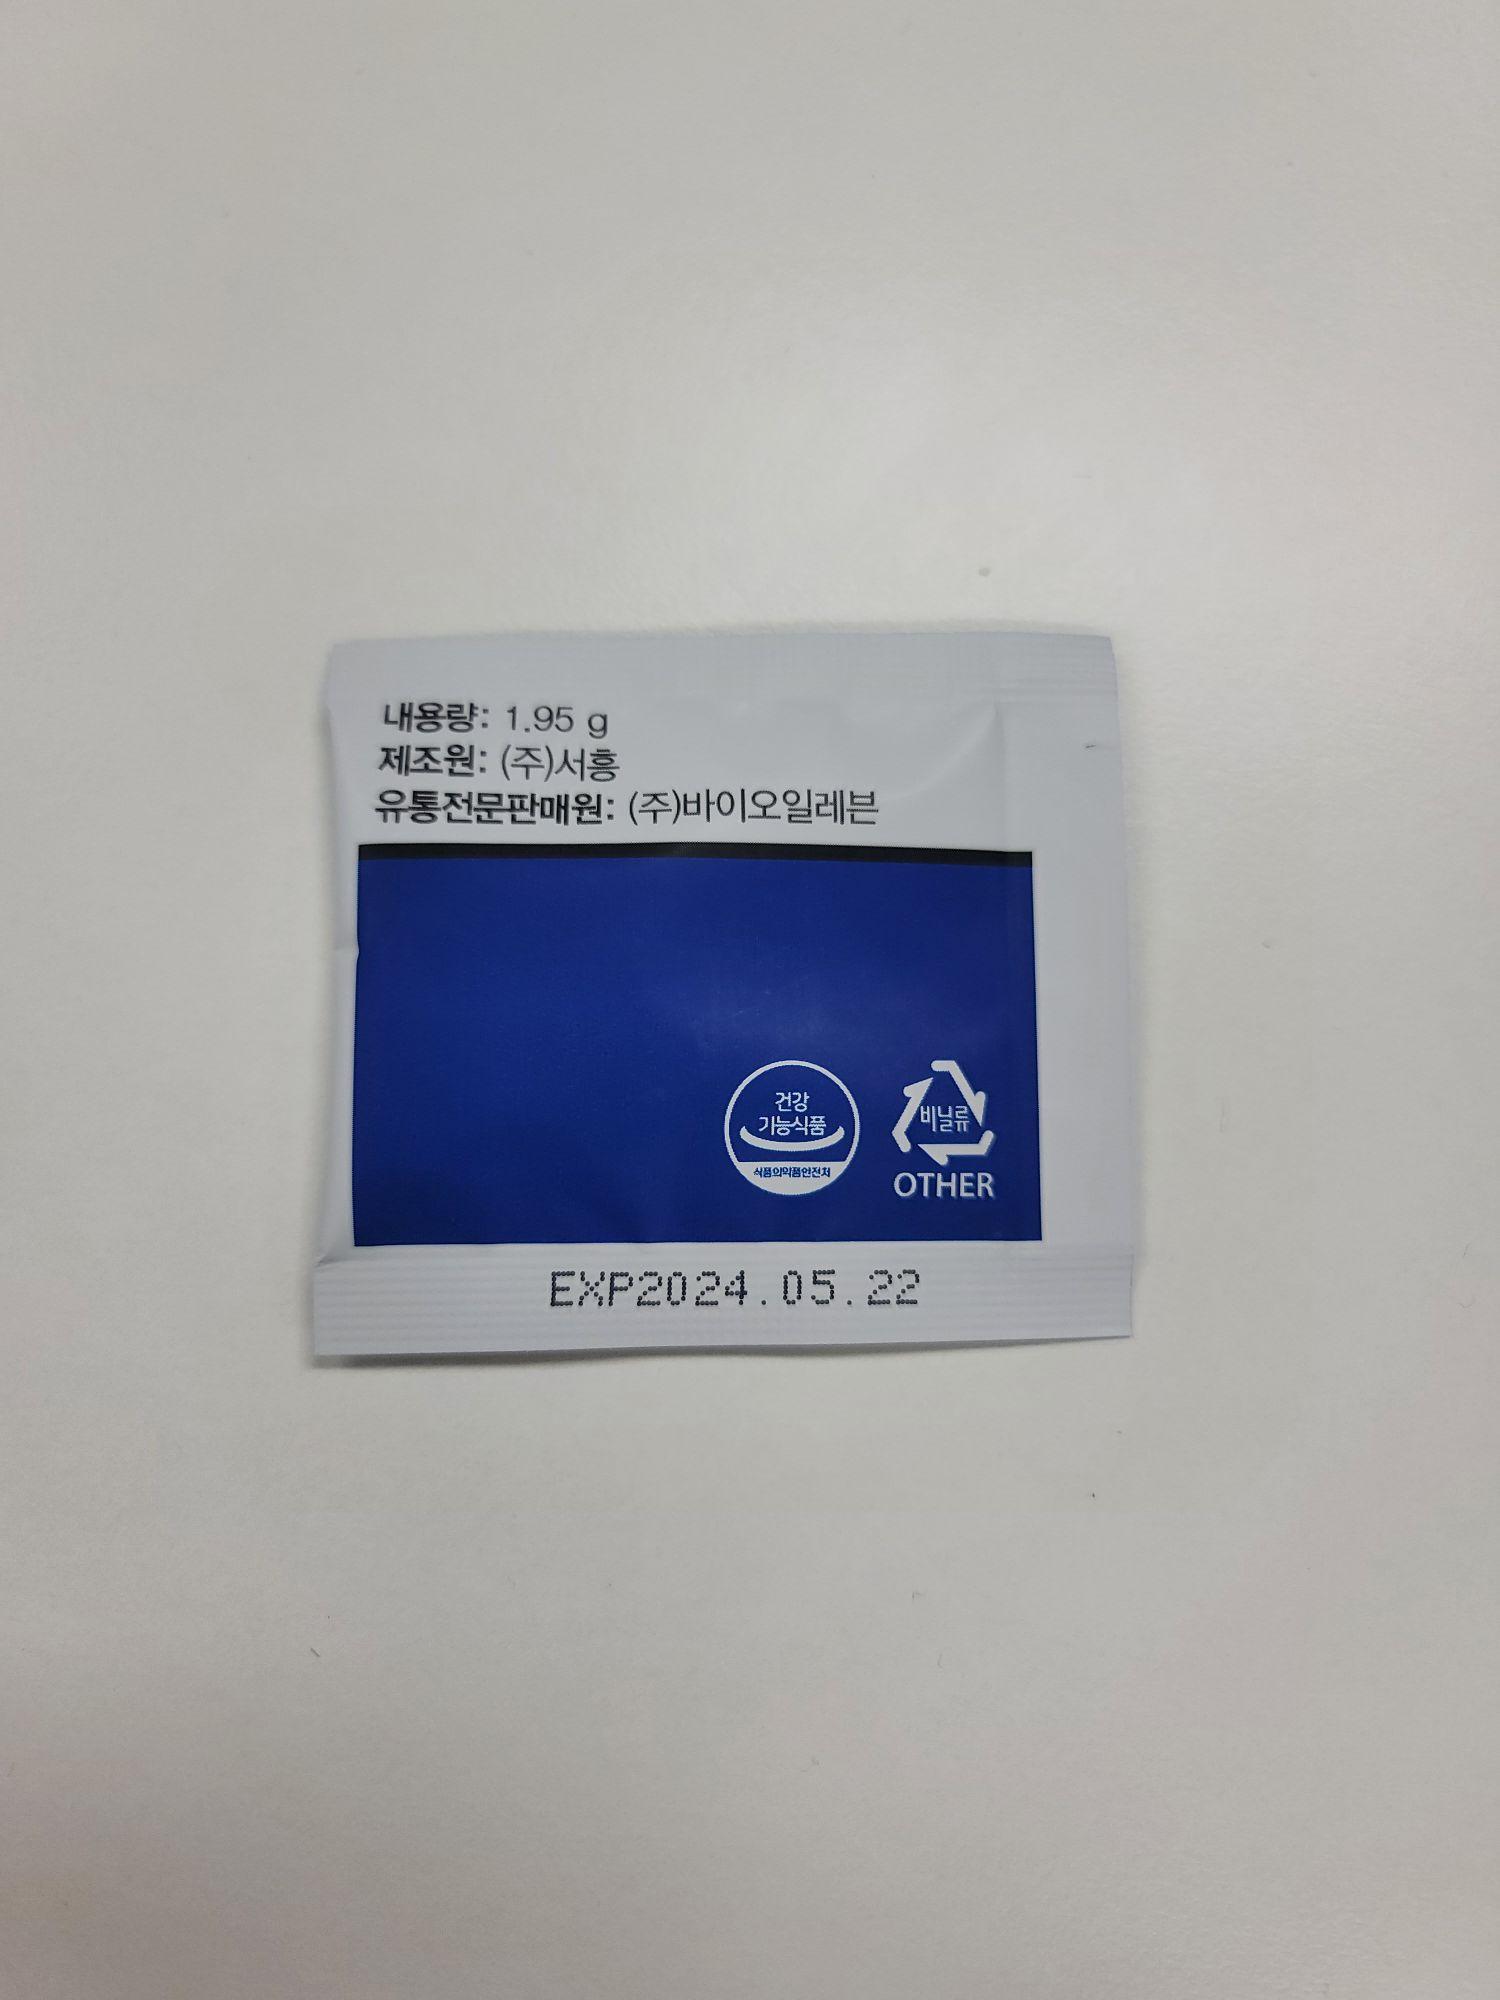 내용량: 1.95 g
제조원: (주)서흥
유통전문판매원: (주)바이오일레븐
건강
기능식품
식품의약품안전처
비닐류
OTHER
EXP2024.05.22